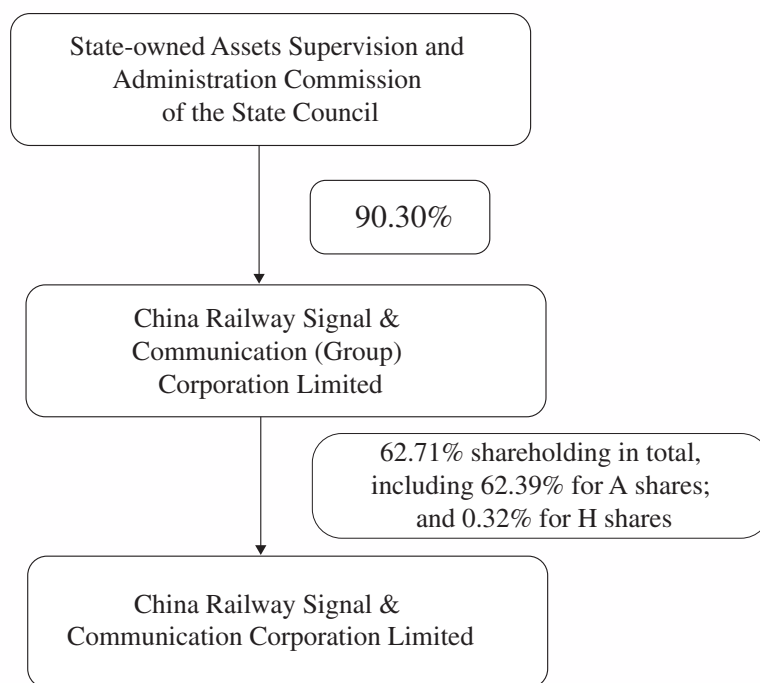 State-owned Assets Supervision and
Administration Commission
of the State Council
90.30%
China Railway Signal &
Communication (Group)
Corporation Limited
62.71% shareholding in total,
including 62.39% for A shares;
and 0.32% for H shares
China Railway Signal &
Communication Corporation Limited